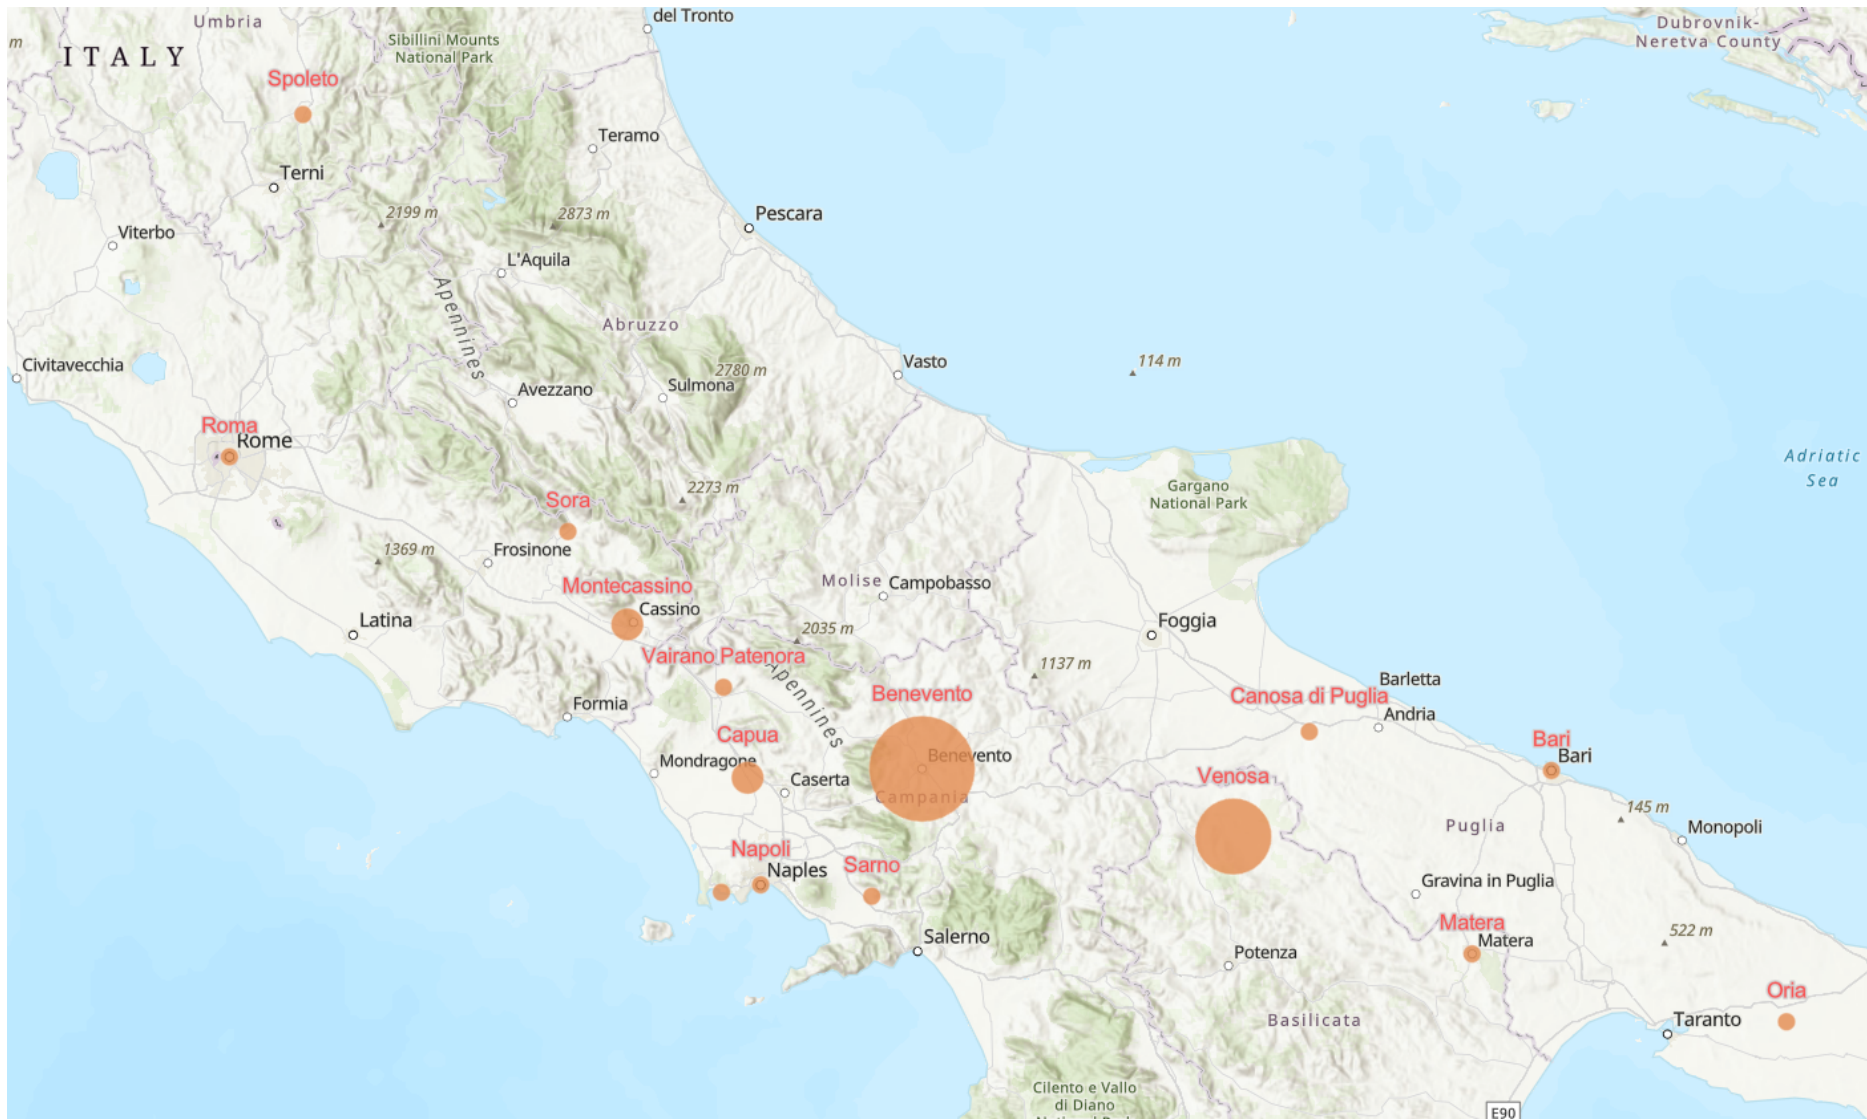 del Tronto
Umbria
Dubrovnik-
Neretva County
m
ITALY
Sibillini Mounts
National Park
Spoleto
Teramo
Terni
2199 m
2873 m
Pescara
Viterbo
L'Aquila
Apennines
Abruzzo
Civitavecchia
Vasto
114 m
2780 m
Avezzano
Sulmona
Roma
Rome
Adriatic
Sea
Gargano
National Park
2273 m
Sora
Frosinone
1369 m
Montecassino
Molise
Campobasso
Cassino
Latina
Foggia
2035 m
Vairano Patenora
1137 m
Apennines
Barletta
Benevento
Canosa di Puglia
Formia
Andria
Capua
Bari
Bari
Mondragone
Benevento
Caserta
Venosa
Campania
145 m
Puglia
Monopoli
Napoli
Naples
Sarno
Gravina in Puglia
Matera
Matera
522 m
Salerno
Potenza
Oria
Basilicata
Taranto
Cilento e Vallo
di Diano
E90